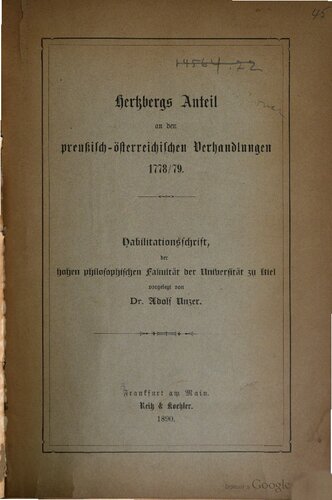 45
14564.22
Hertzbergs Anteil
an den
preußisch-österreichischen Verhandlungen
1778/79.
Habilitationsschrift,
der
hohen philosophischen Fakultät der Universität zu Kiel
vorgelegt von
Dr. Adolf Unzer.
Frankfurt am Main.
Reitz & Koehler.
1890.
Digitized by Google